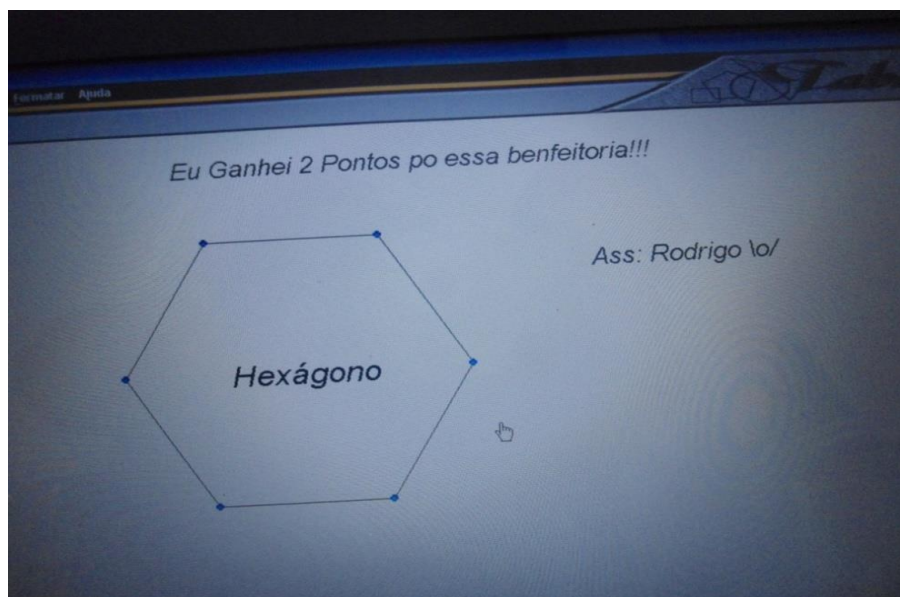 Formatar Ajuda
Eu Ganhei 2 Pontos po essa benfeitoria!!!
Ass: Rodrigo \o/
Hexágono